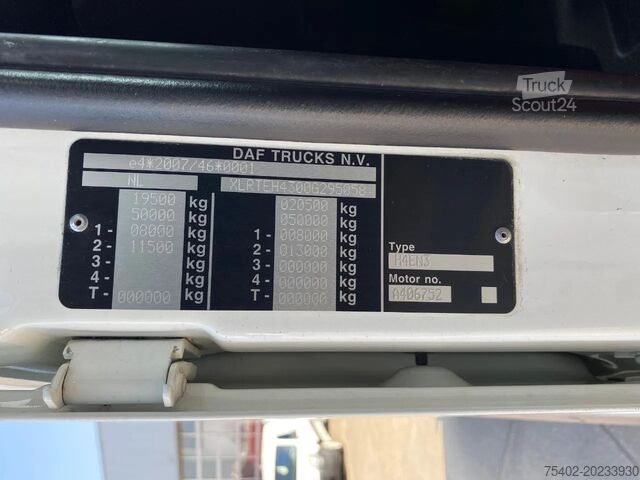 Truck
Scout24
DAF TRUCKS N.V.
e4*2007/46*0001
NL XLRTEH4300G295058
19500 kg 020500 kg
50000 kg 050000 kg
1 - 08000 kg 1 - 008000 kg
2 - 11500 kg 2 - 013000 kg
3 - kg 3 - 000000 kg
4 - kg 4 - 000000 kg
T - 000000 kg T - 000000 kg
Type
H4EN3
Motor no.
A406752
75402-20233930